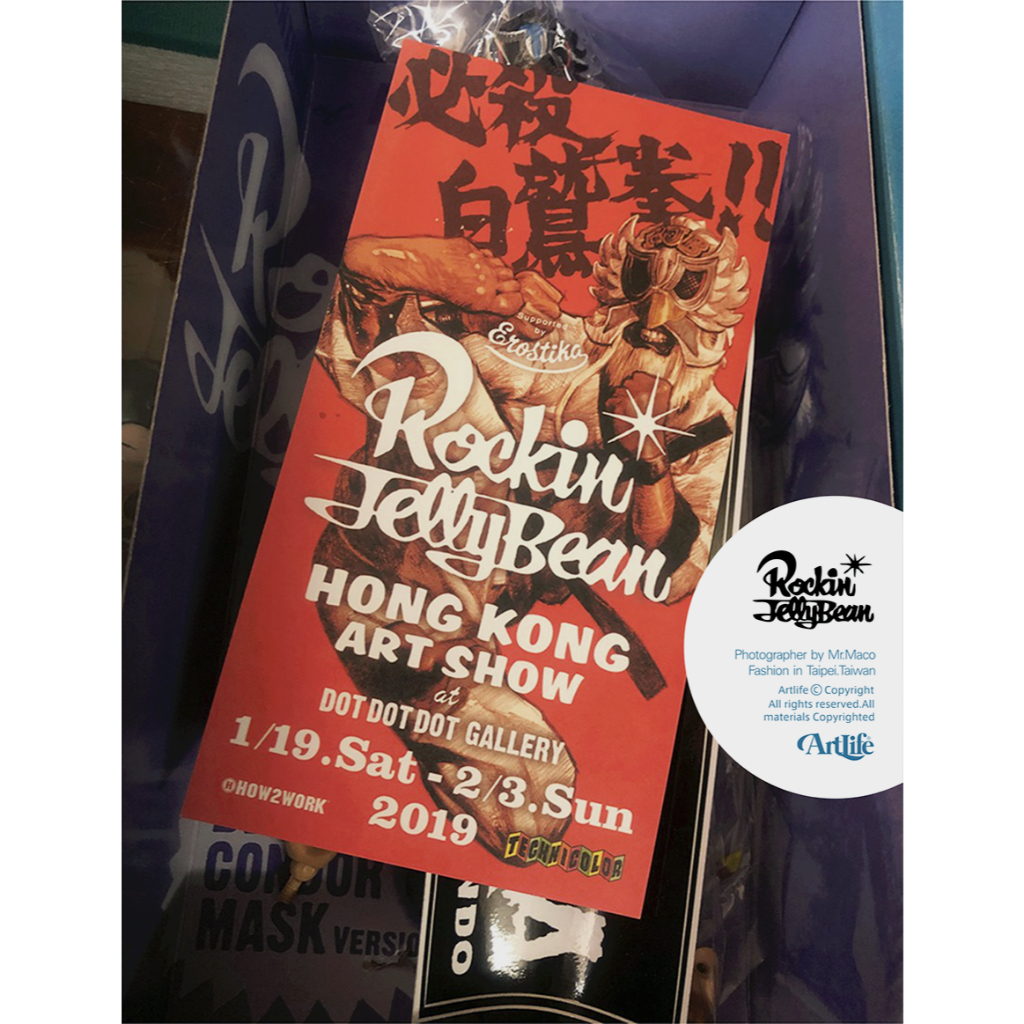 必殺
白鷲拳!!
Supported
by
Erostika
Rockin
JellyBean
HONG KONG
ART SHOW
at
DOT DOT DOT GALLERY
1/19.Sat - 2/3.Sun
2019
HOW2WORK
TECHNICOLOR
CONDOR
MASK VERSIO
NDO
A
Rockin
JellyBean
Photographer by Mr.Maco
Fashion in Taipei.Taiwan
Artlife © Copyright
All rights reserved.All
materials Copyrighted
ArtLife®